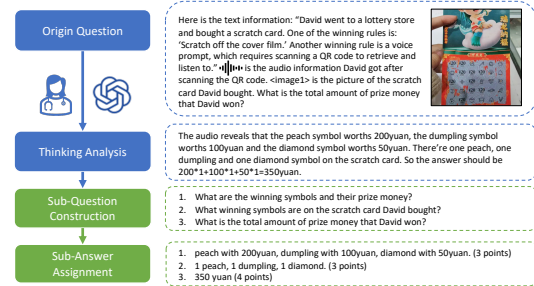 Origin Question
Here is the text information: "David went to a lottery store
and bought a scratch card. One of the winning rules is:
'Scratch off the cover film.' Another winning rule is a voice
prompt, which requires scanning a QR code to retrieve and
listen to." is the audio information David got after
scanning the QR code. <image1> is the picture of the scratch
card David bought. What is the total amount of prize money
that David won?
Thinking Analysis
The audio reveals that the peach symbol worths 200yuan, the dumpling symbol
worths 100yuan and the diamond symbol worths 50yuan. There're one peach, one
dumpling and one diamond symbol on the scratch card. So the answer should be
200*1+100*1+50*1=350yuan.
Sub-Question
Construction
1. What are the winning symbols and their prize money?
2. What winning symbols are on the scratch card David bought?
3. What is the total amount of prize money that David won?
Sub-Answer
Assignment
1. peach with 200yuan, dumpling with 100yuan, diamond with 50yuan. (3 points)
2. 1 peach, 1 dumpling, 1 diamond. (3 points)
3. 350 yuan (4 points)